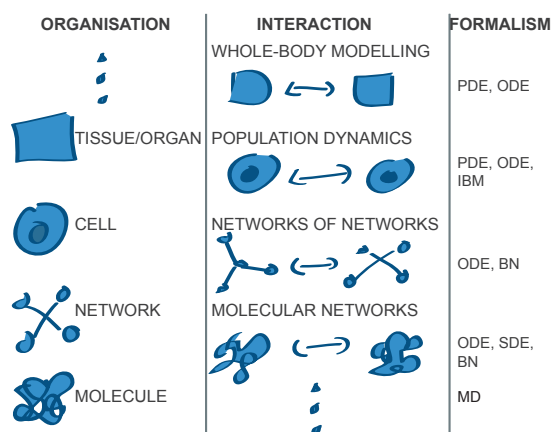 ORGANISATION INTERACTION FORMALISM
WHOLE-BODY MODELLING
PDE, ODE
TISSUE/ORGAN POPULATION DYNAMICS
PDE, ODE,
IBM
CELL NETWORKS OF NETWORKS
ODE, BN
NETWORK MOLECULAR NETWORKS
ODE, SDE,
BN
MOLECULE MD